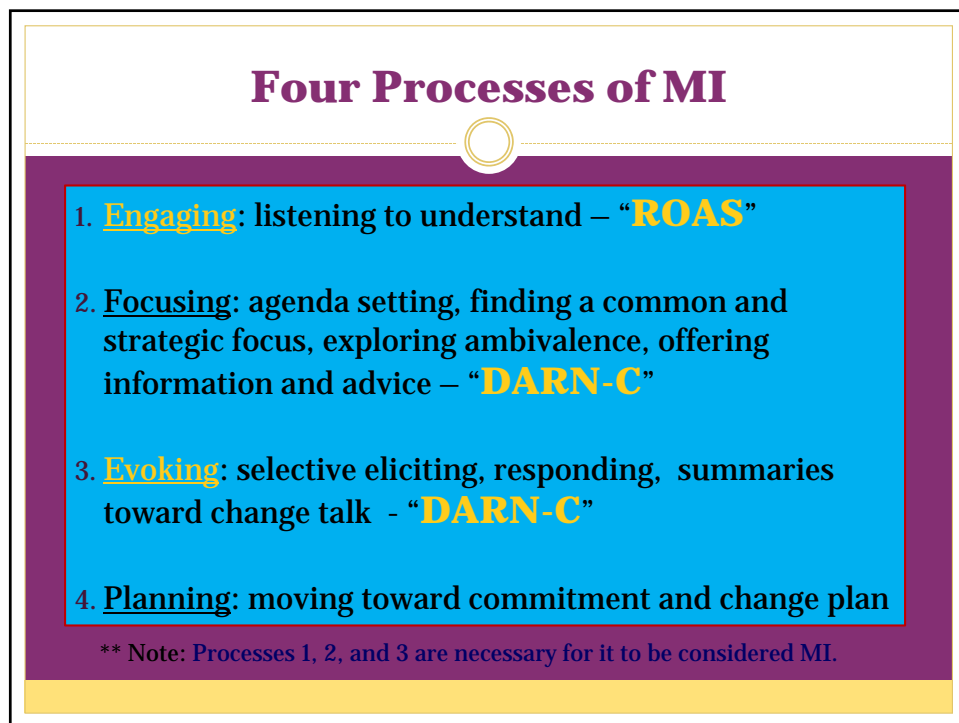 Four Processes of MI
1. Engaging: listening to understand – “ROAS”
2. Focusing: agenda setting, finding a common and
strategic focus, exploring ambivalence, offering
information and advice – “DARN-C”
3. Evoking: selective eliciting, responding,  summaries
toward change talk  - “DARN-C”
4. Planning: moving toward commitment and change plan
** Note: Processes 1, 2, and 3 are necessary for it to be considered MI.